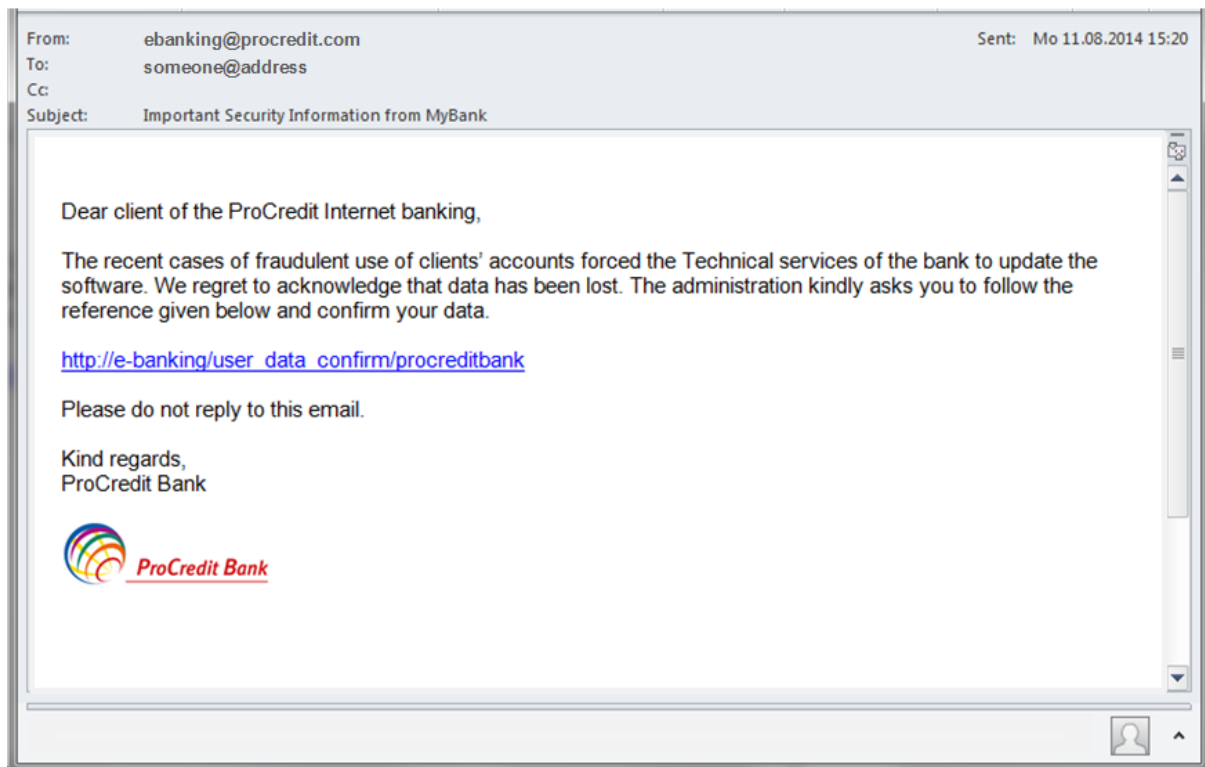 From: ebanking@procredit.com Sent: Mo 11.08.2014 15:20
To: someone@address
Cc:
Subject: Important Security Information from MyBank
Dear client of the ProCredit Internet banking,
The recent cases of fraudulent use of clients’ accounts forced the Technical services of the bank to update the
software. We regret to acknowledge that data has been lost. The administration kindly asks you to follow the
reference given below and confirm your data.
http://e-banking/user_data_confirm/procreditbank
Please do not reply to this email.
Kind regards,
ProCredit Bank
ProCredit Bank